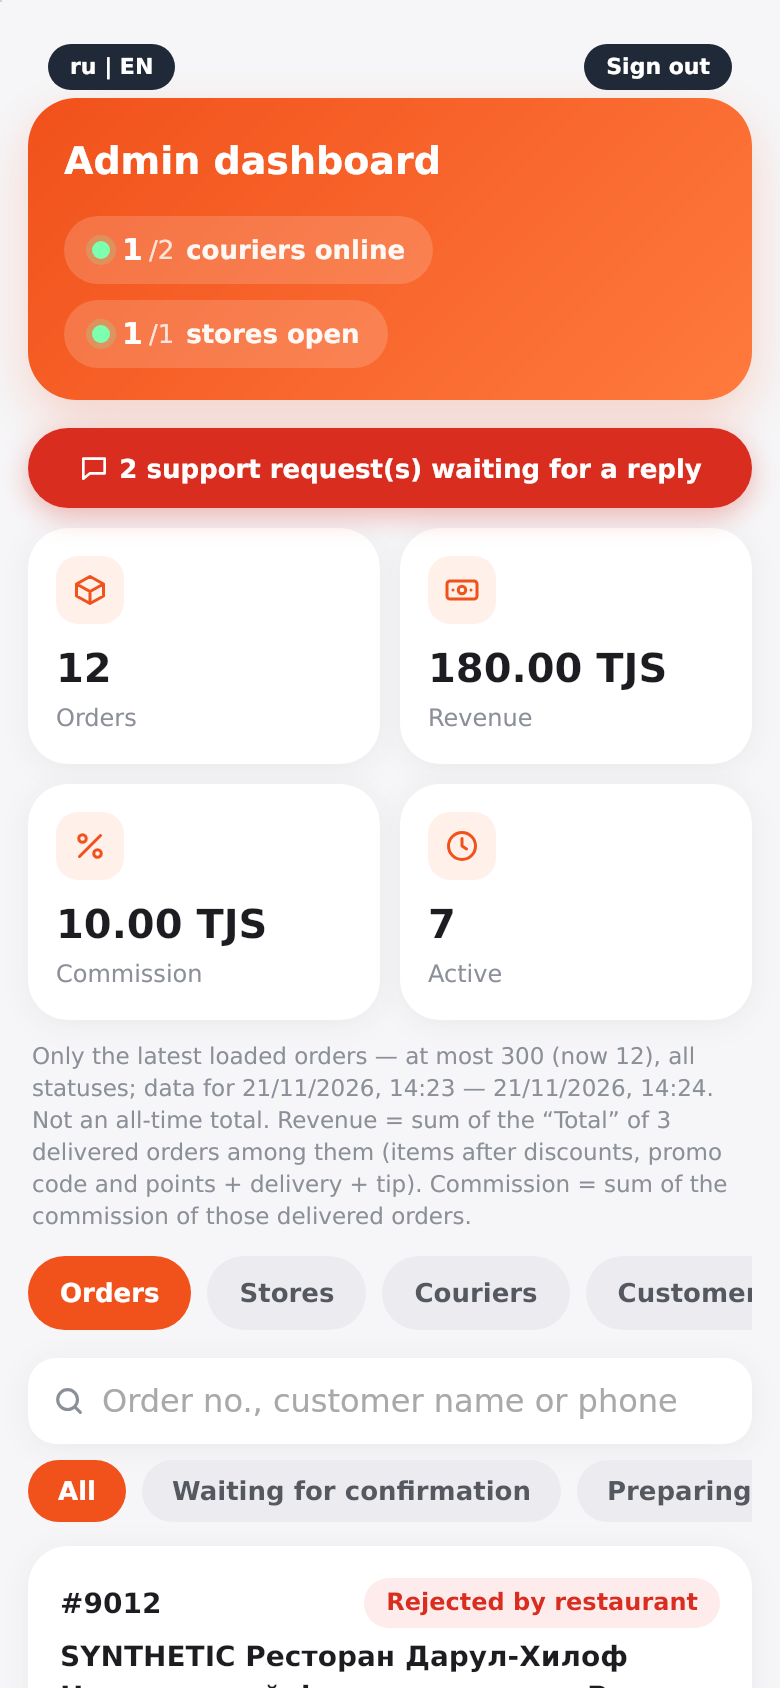 ru | EN
Sign out
Admin dashboard
1 /2 couriers online
1 /1 stores open
2 support request(s) waiting for a reply
12
Orders
180.00 TJS
Revenue
10.00 TJS
Commission
7
Active
Only the latest loaded orders — at most 300 (now 12), all
statuses; data for 21/11/2026, 14:23 — 21/11/2026, 14:24.
Not an all-time total. Revenue = sum of the “Total” of 3
delivered orders among them (items after discounts, promo
code and points + delivery + tip). Commission = sum of the
commission of those delivered orders.
Orders
Stores
Couriers
Customer
Order no., customer name or phone
All
Waiting for confirmation
Preparing
#9012
Rejected by restaurant
SYNTHETIC Ресторан Дарул-Хилоф